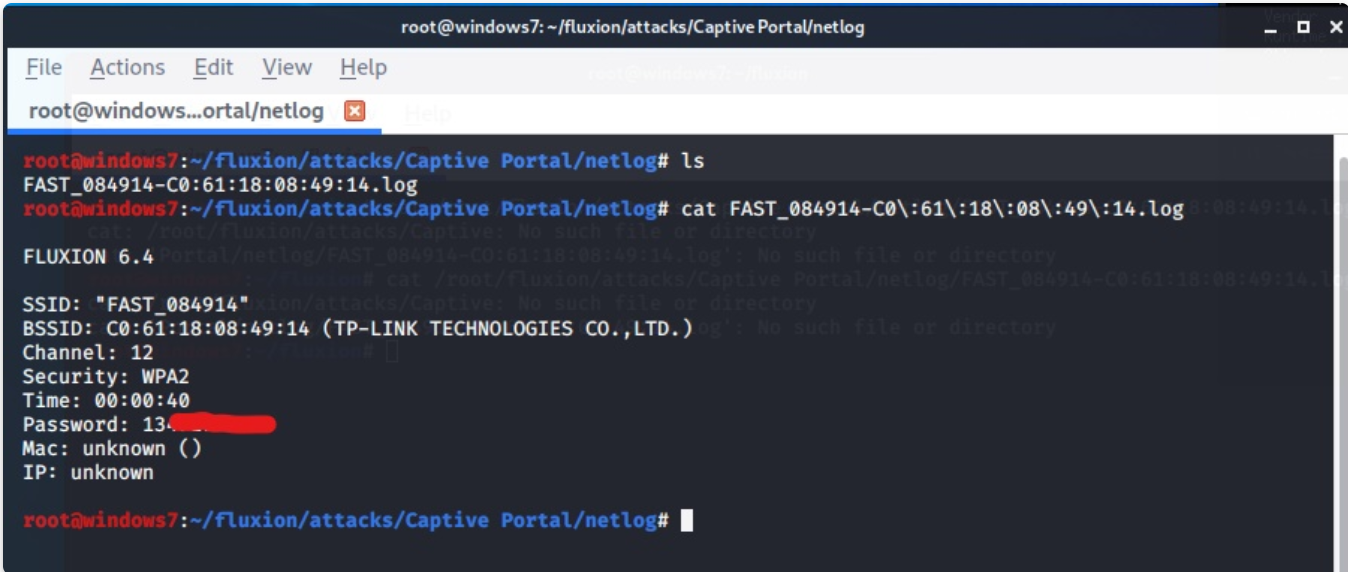 root@windows7: ~/fluxion/attacks/Captive Portal/netlog
File Actions Edit View Help
root@windows...ortal/netlog
root@windows7:~/fluxion/attacks/Captive Portal/netlog# ls
FAST_084914-C0:61:18:08:49:14.log
root@windows7:~/fluxion/attacks/Captive Portal/netlog# cat FAST_084914-C0\:61\:18\:08\:49\:14.log
FLUXION 6.4
SSID: "FAST_084914"
BSSID: C0:61:18:08:49:14 (TP-LINK TECHNOLOGIES CO.,LTD.)
Channel: 12
Security: WPA2
Time: 00:00:40
Password: 134
Mac: unknown ()
IP: unknown
root@windows7:~/fluxion/attacks/Captive Portal/netlog#